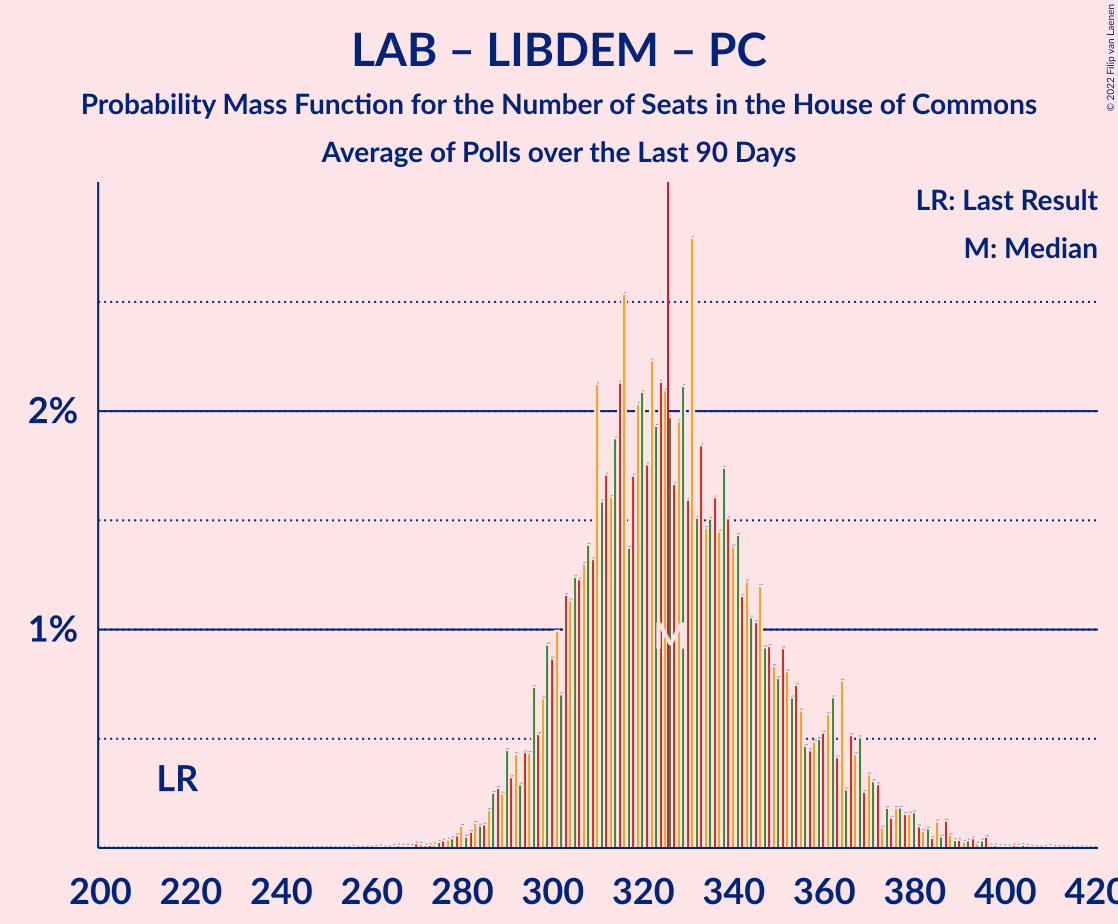 LAB – LIBDEM – PC
Probability Mass Function for the Number of Seats in the House of Commons
Average of Polls over the Last 90 Days
© 2022 Filip van Laenen
LR: Last Result
M: Median
2%
1%
M
LR
200 220 240 260 280 300 320 340 360 380 400 420